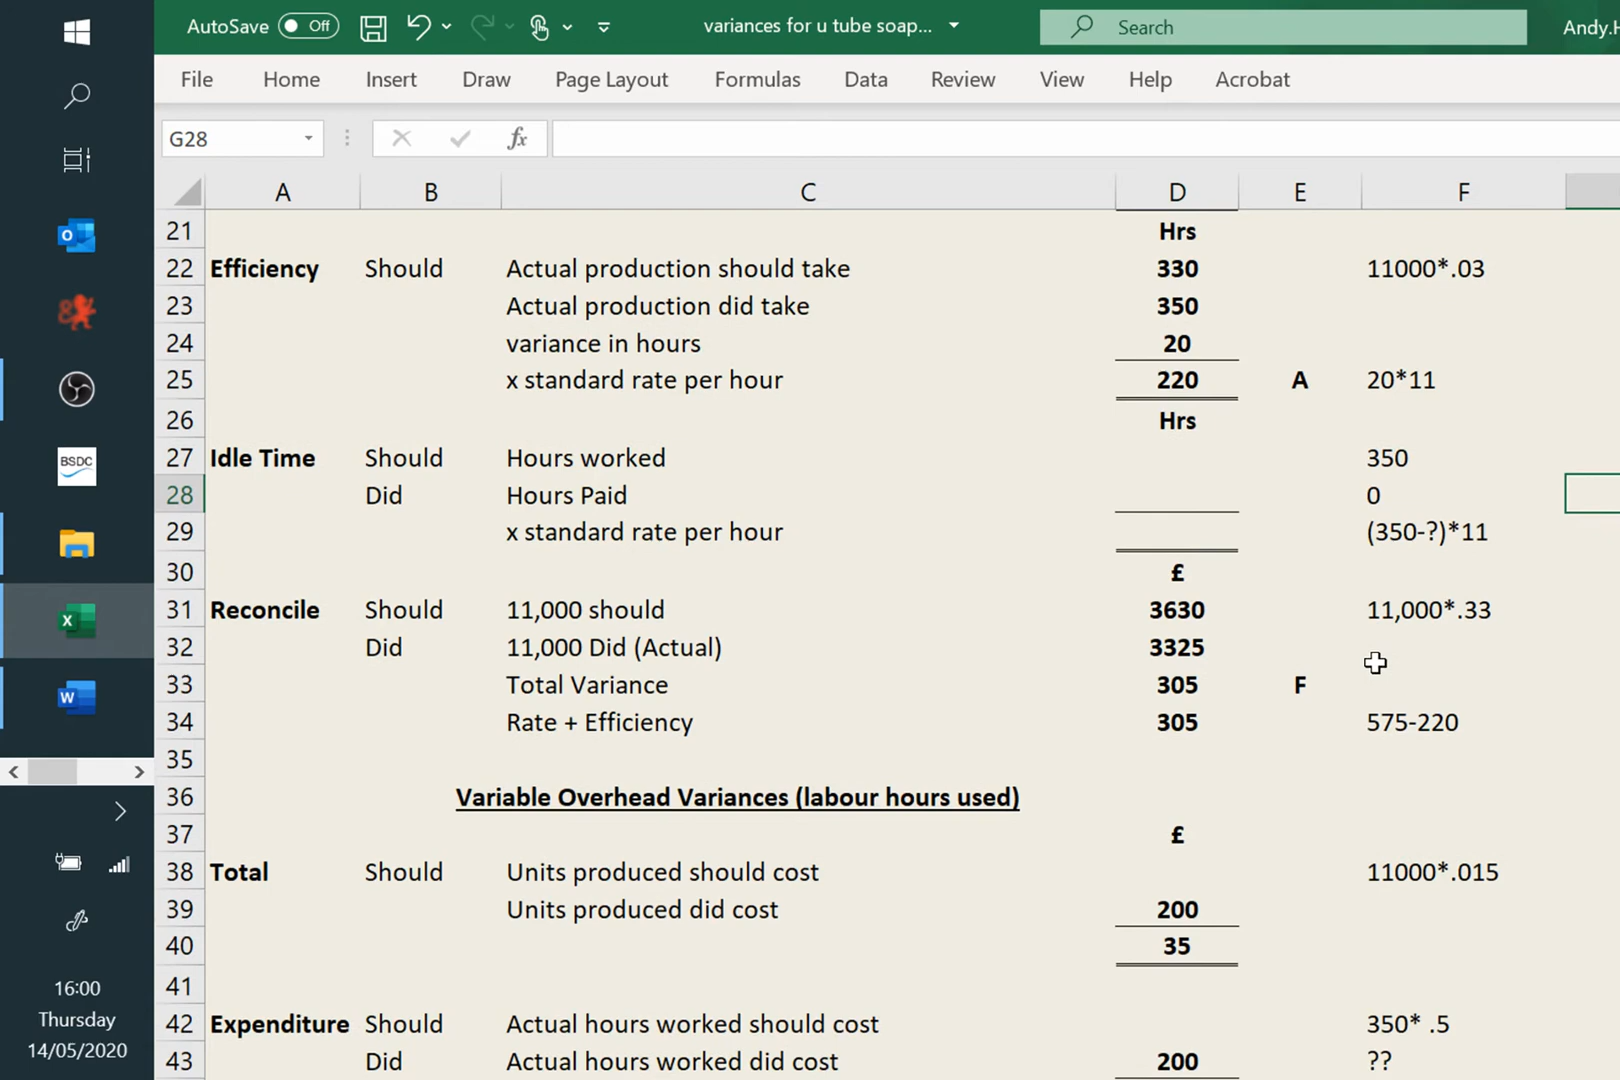 AutoSave Off variances for u tube soap... Search Andy.H
File Home Insert Draw Page Layout Formulas Data Review View Help Acrobat
G28 fx
A B C D E F
21 Hrs
22 Efficiency Should Actual production should take 330 11000*.03
23 Actual production did take 350
24 variance in hours 20
25 x standard rate per hour 220 A 20*11
26 Hrs
27 Idle Time Should Hours worked 350
28 Did Hours Paid 0
29 x standard rate per hour (350-?)*11
30 £
31 Reconcile Should 11,000 should 3630 11,000*.33
32 Did 11,000 Did (Actual) 3325
33 Total Variance 305 F
34 Rate + Efficiency 305 575-220
35
36 Variable Overhead Variances (labour hours used)
37 £
38 Total Should Units produced should cost 11000*.015
39 Units produced did cost 200
40 35
41
42 Expenditure Should Actual hours worked should cost 350* .5
43 Did Actual hours worked did cost 200 ??
BSDC
16:00
Thursday
14/05/2020